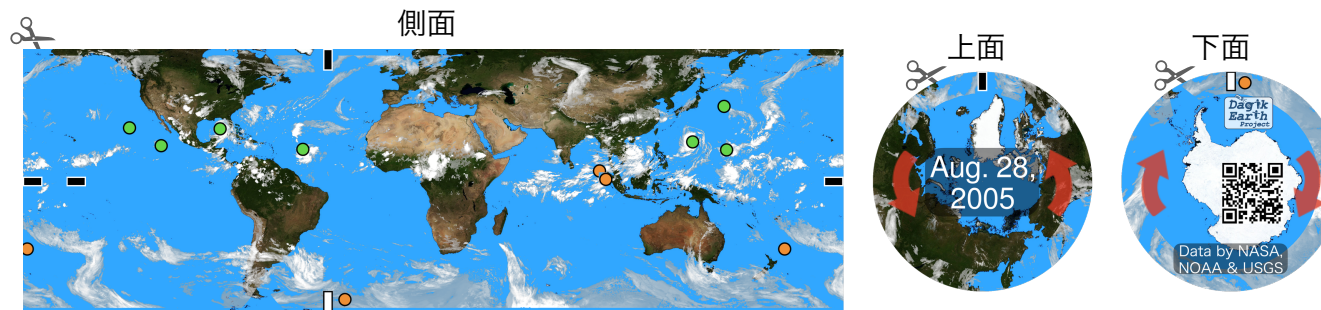 側面
上面
下面
Aug. 28,
2005
Dagik
Earth
Project
Data by NASA,
NOAA & USGS